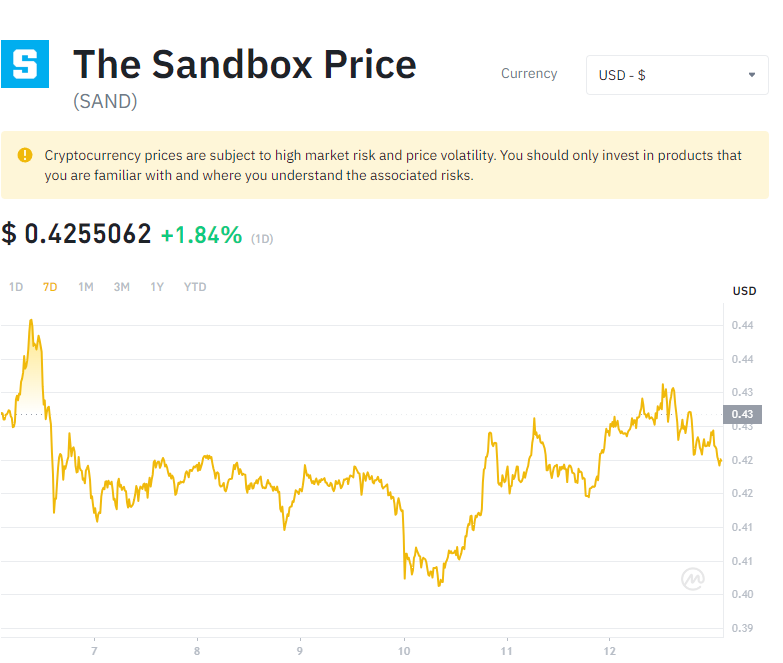 S
The Sandbox Price
(SAND)
Currency
USD - $
Cryptocurrency prices are subject to high market risk and price volatility. You should only invest in products that
you are familiar with and where you understand the associated risks.
$ 0.4255062 +1.84% (1D)
1D 7D 1M 3M 1Y YTD
USD
0.44
0.44
0.43
0.43
0.43
0.42
0.42
0.41
0.41
0.40
0.39
7 8 9 10 11 12